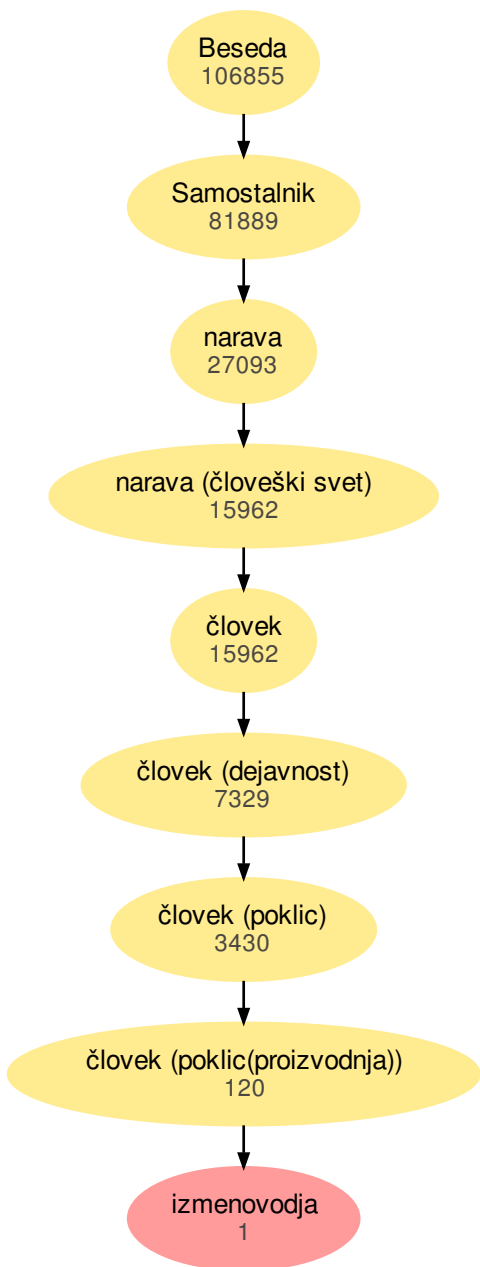 Beseda
106855
Samostalnik
81889
narava
27093
narava (človeški svet)
15962
človek
15962
človek (dejavnost)
7329
človek (poklic)
3430
človek (poklic(proizvodnja))
120
izmenovodja
1